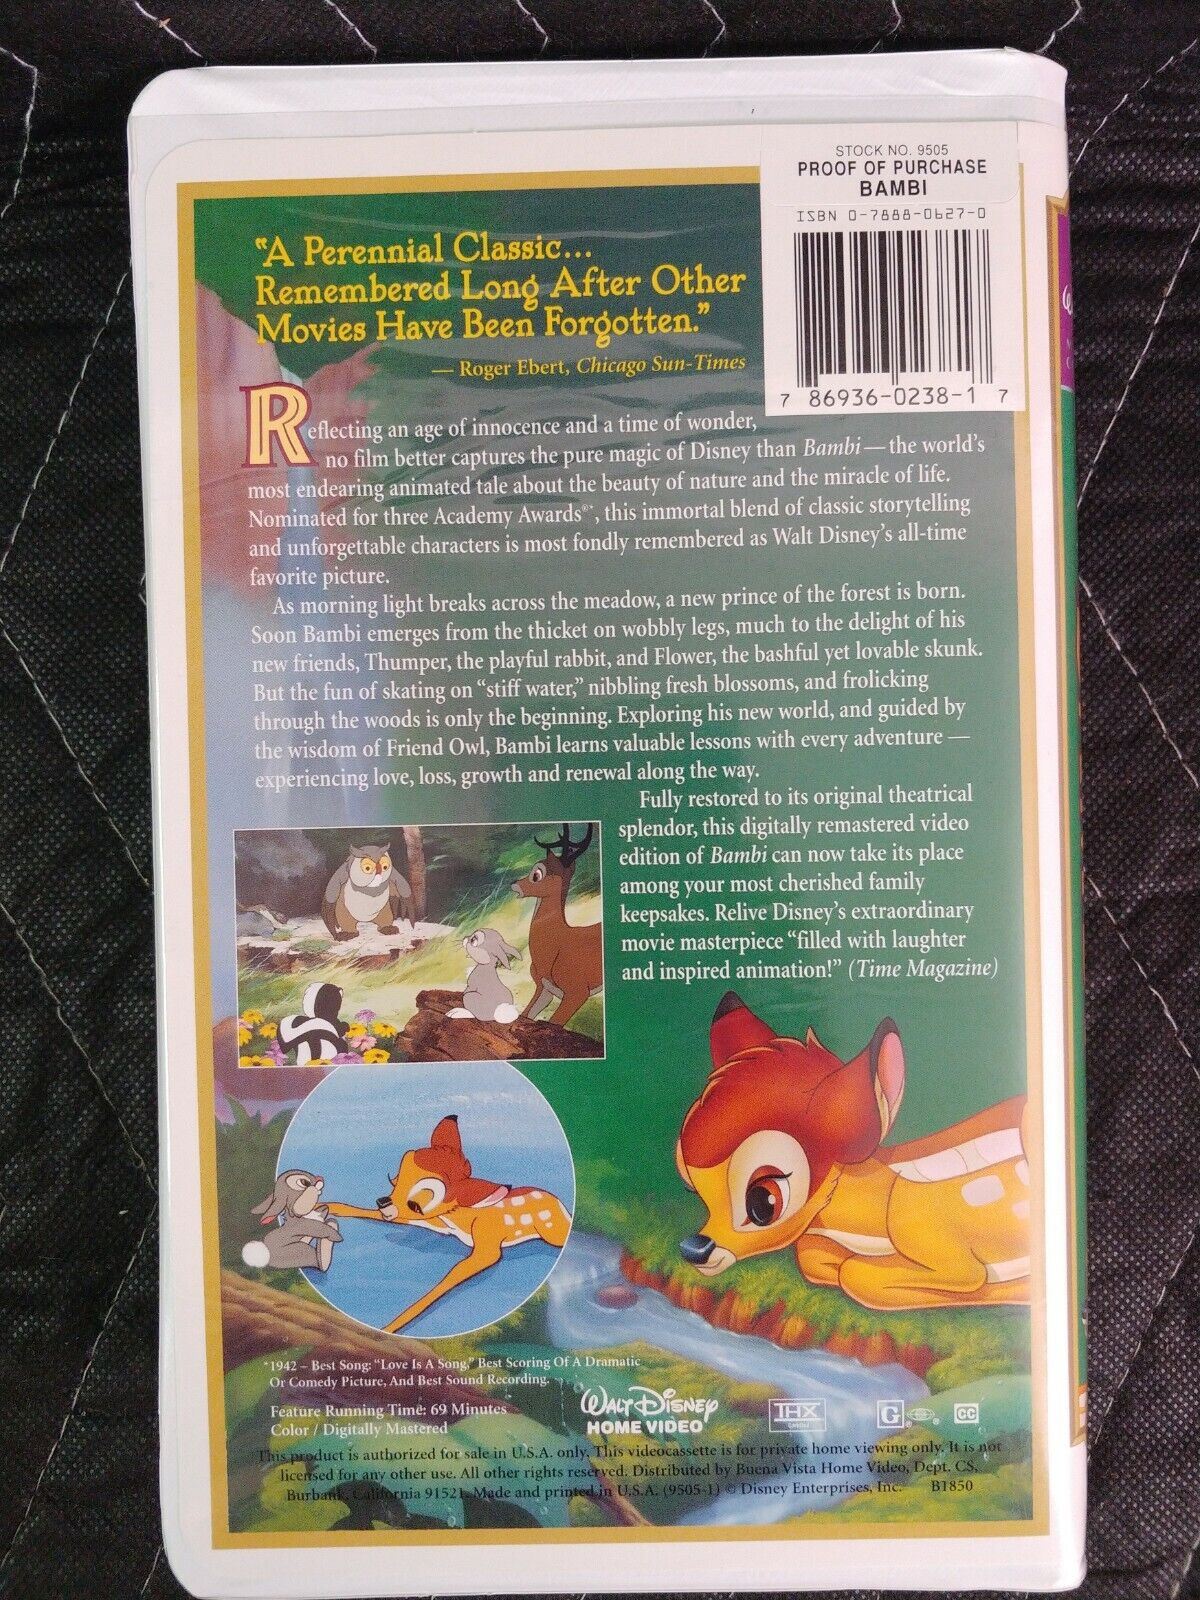 STOCK NO. 9505
PROOF OF PURCHASE
BAMBI
ISBN 0-7888-0627-0
7 86936-0238-1 7
"A Perennial Classic...
Remembered Long After Other
Movies Have Been Forgotten."
— Roger Ebert, Chicago Sun-Times
Reflecting an age of innocence and a time of wonder,
no film better captures the pure magic of Disney than Bambi—the world's
most endearing animated tale about the beauty of nature and the miracle of life.
Nominated for three Academy Awards®*, this immortal blend of classic storytelling
and unforgettable characters is most fondly remembered as Walt Disney's all-time
favorite picture.
As morning light breaks across the meadow, a new prince of the forest is born.
Soon Bambi emerges from the thicket on wobbly legs, much to the delight of his
new friends, Thumper, the playful rabbit, and Flower, the bashful yet lovable skunk.
But the fun of skating on "stiff water," nibbling fresh blossoms, and frolicking
through the woods is only the beginning. Exploring his new world, and guided by
the wisdom of Friend Owl, Bambi learns valuable lessons with every adventure —
experiencing love, loss, growth and renewal along the way.
Fully restored to its original theatrical
splendor, this digitally remastered video
edition of Bambi can now take its place
among your most cherished family
keepsakes. Relive Disney's extraordinary
movie masterpiece "filled with laughter
and inspired animation!" (Time Magazine)
*1942 – Best Song: "Love Is A Song," Best Scoring Of A Dramatic
Or Comedy Picture, And Best Sound Recording.
Feature Running Time: 69 Minutes
Color / Digitally Mastered
WALT DISNEY
HOME VIDEO
THX
G
CC
This product is authorized for sale in U.S.A. only. This videocassette is for private home viewing only. It is not
licensed for any other use. All other rights reserved. Distributed by Buena Vista Home Video, Dept. CS,
Burbank, California 91521. Made and printed in U.S.A. (9505-1) © Disney Enterprises, Inc. B1850